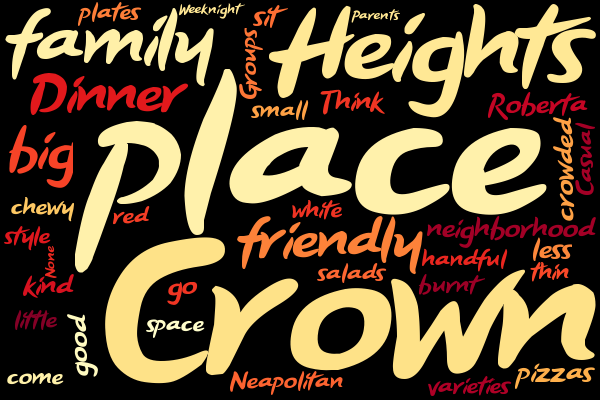 plates
Weeknight
sit
Parents
family
Groups
Heights
Dinner
small
Think
Roberta
big
place
crowded
Casual
chewy
red
white
style
None
friendly
neighborhood
handful
less
thin
salads
kind
go
burnt
Crown
little
good
space
come
Neapolitan
varieties
pizzas